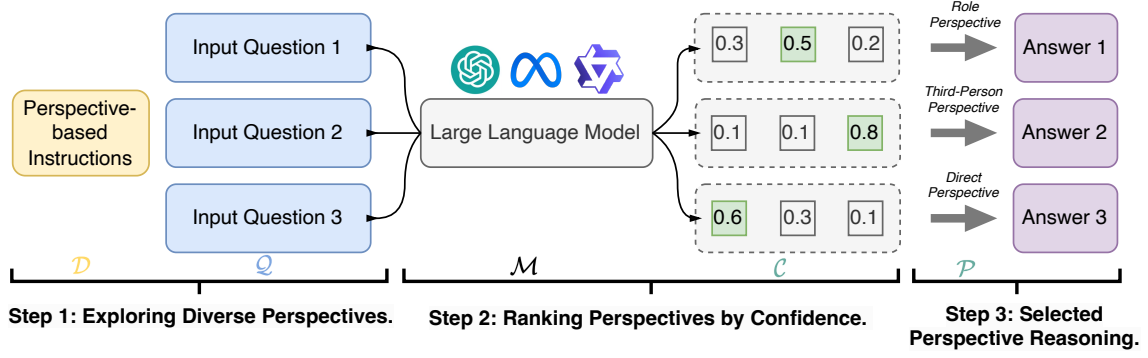 Perspective-
based
Instructions
Input Question 1
Input Question 2
Input Question 3
Large Language Model
0.3 0.5 0.2
0.1 0.1 0.8
0.6 0.3 0.1
Role
Perspective
Third-Person
Perspective
Direct
Perspective
Answer 1
Answer 2
Answer 3
𝒟 𝒬 ℳ 𝒞 𝒫
Step 1: Exploring Diverse Perspectives.
Step 2: Ranking Perspectives by Confidence.
Step 3: Selected
Perspective Reasoning.